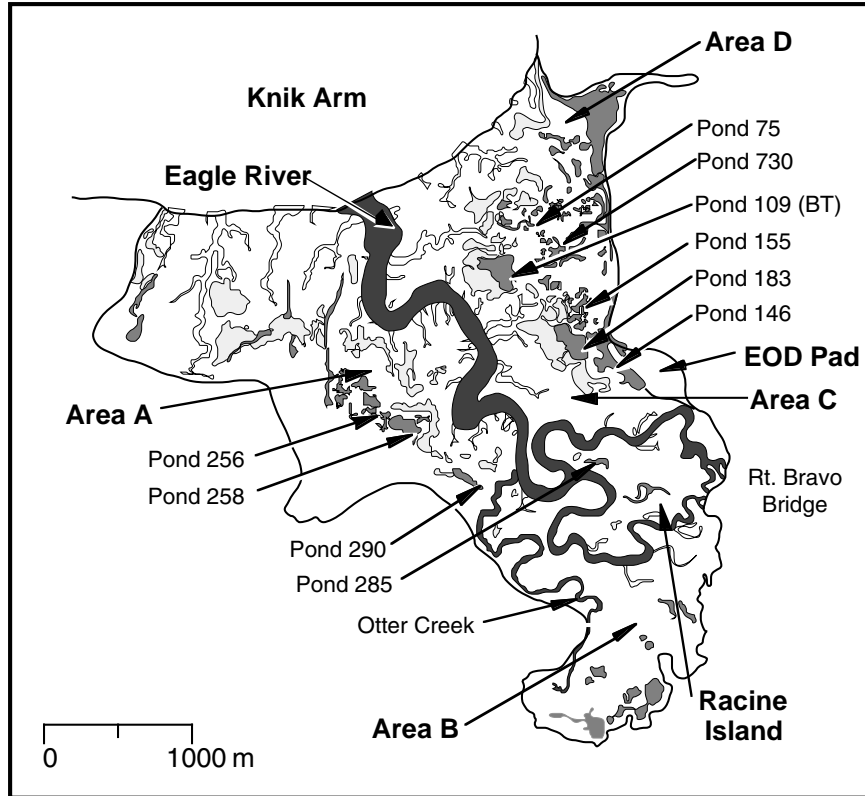 Area D
Knik Arm
Pond 75
Pond 730
Eagle River
Pond 109 (BT)
Pond 155
Pond 183
Pond 146
EOD Pad
Area A
Area C
Pond 256
Pond 258
Rt. Bravo
Bridge
Pond 290
Pond 285
Otter Creek
Racine
Island
Area B
0 1000 m